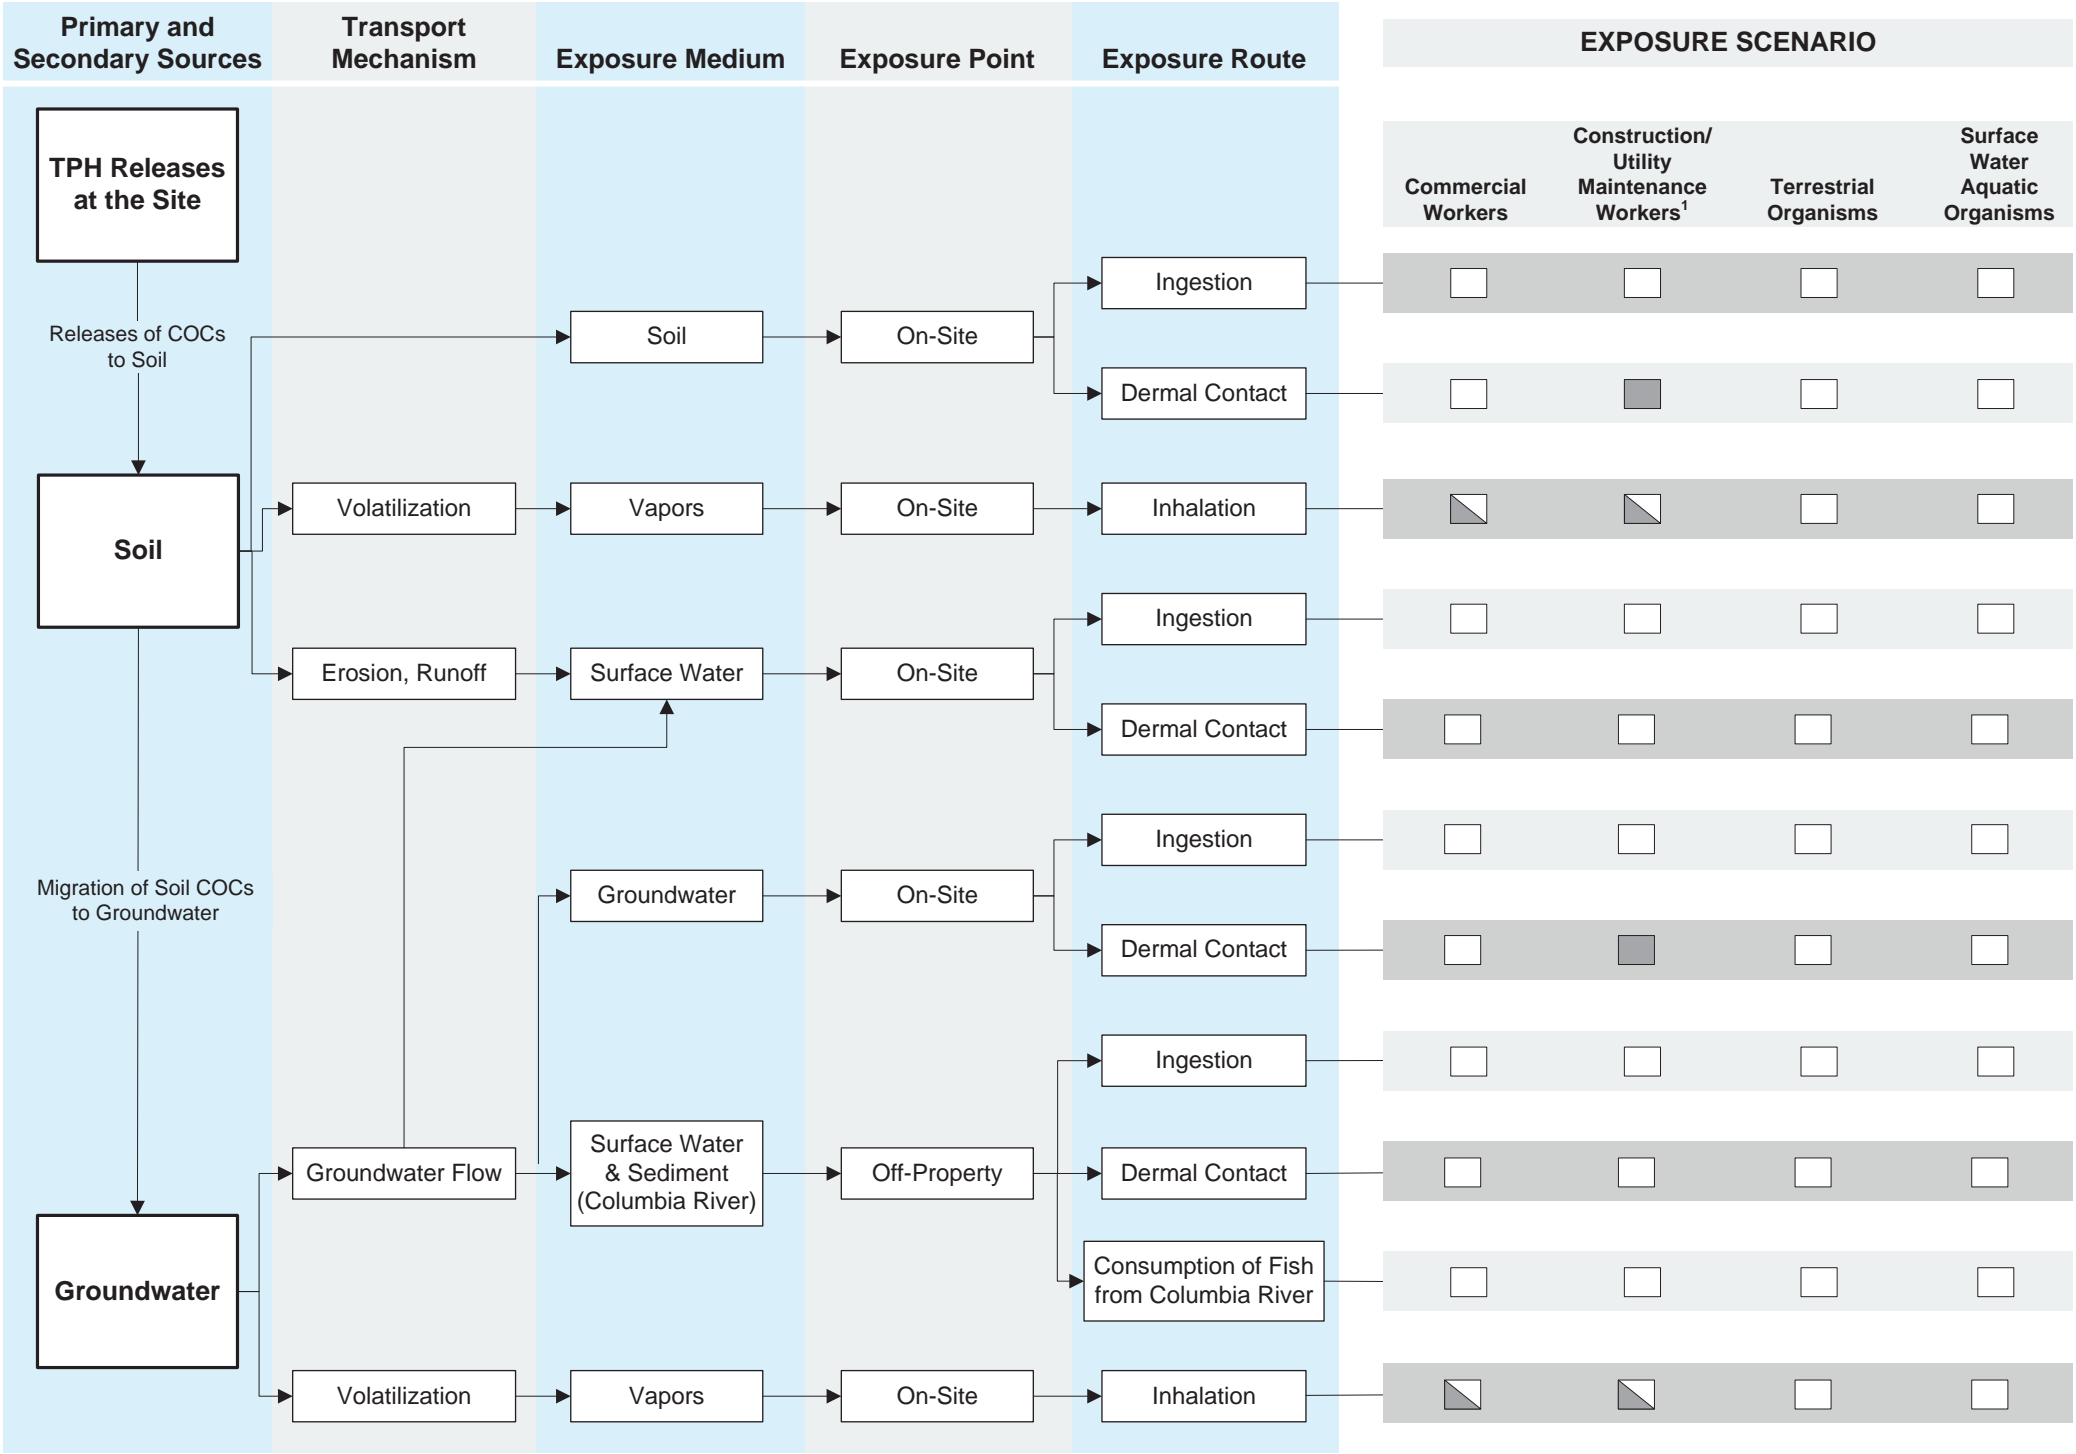 Primary and
Secondary Sources
Transport
Mechanism
Exposure Medium
Exposure Point
Exposure Route
EXPOSURE SCENARIO
Commercial
Workers
Construction/
Utility
Maintenance
Workers1
Terrestrial
Organisms
Surface
Water
Aquatic
Organisms
TPH Releases
at the Site
Releases of COCs
to Soil
Soil
On-Site
Ingestion
Dermal Contact
Soil
Volatilization
Vapors
On-Site
Inhalation
Erosion, Runoff
Surface Water
On-Site
Ingestion
Dermal Contact
Migration of Soil COCs
to Groundwater
Groundwater
On-Site
Ingestion
Dermal Contact
Groundwater
Groundwater Flow
Surface Water
& Sediment
(Columbia River)
Off-Property
Ingestion
Dermal Contact
Consumption of Fish
from Columbia River
Volatilization
Vapors
On-Site
Inhalation